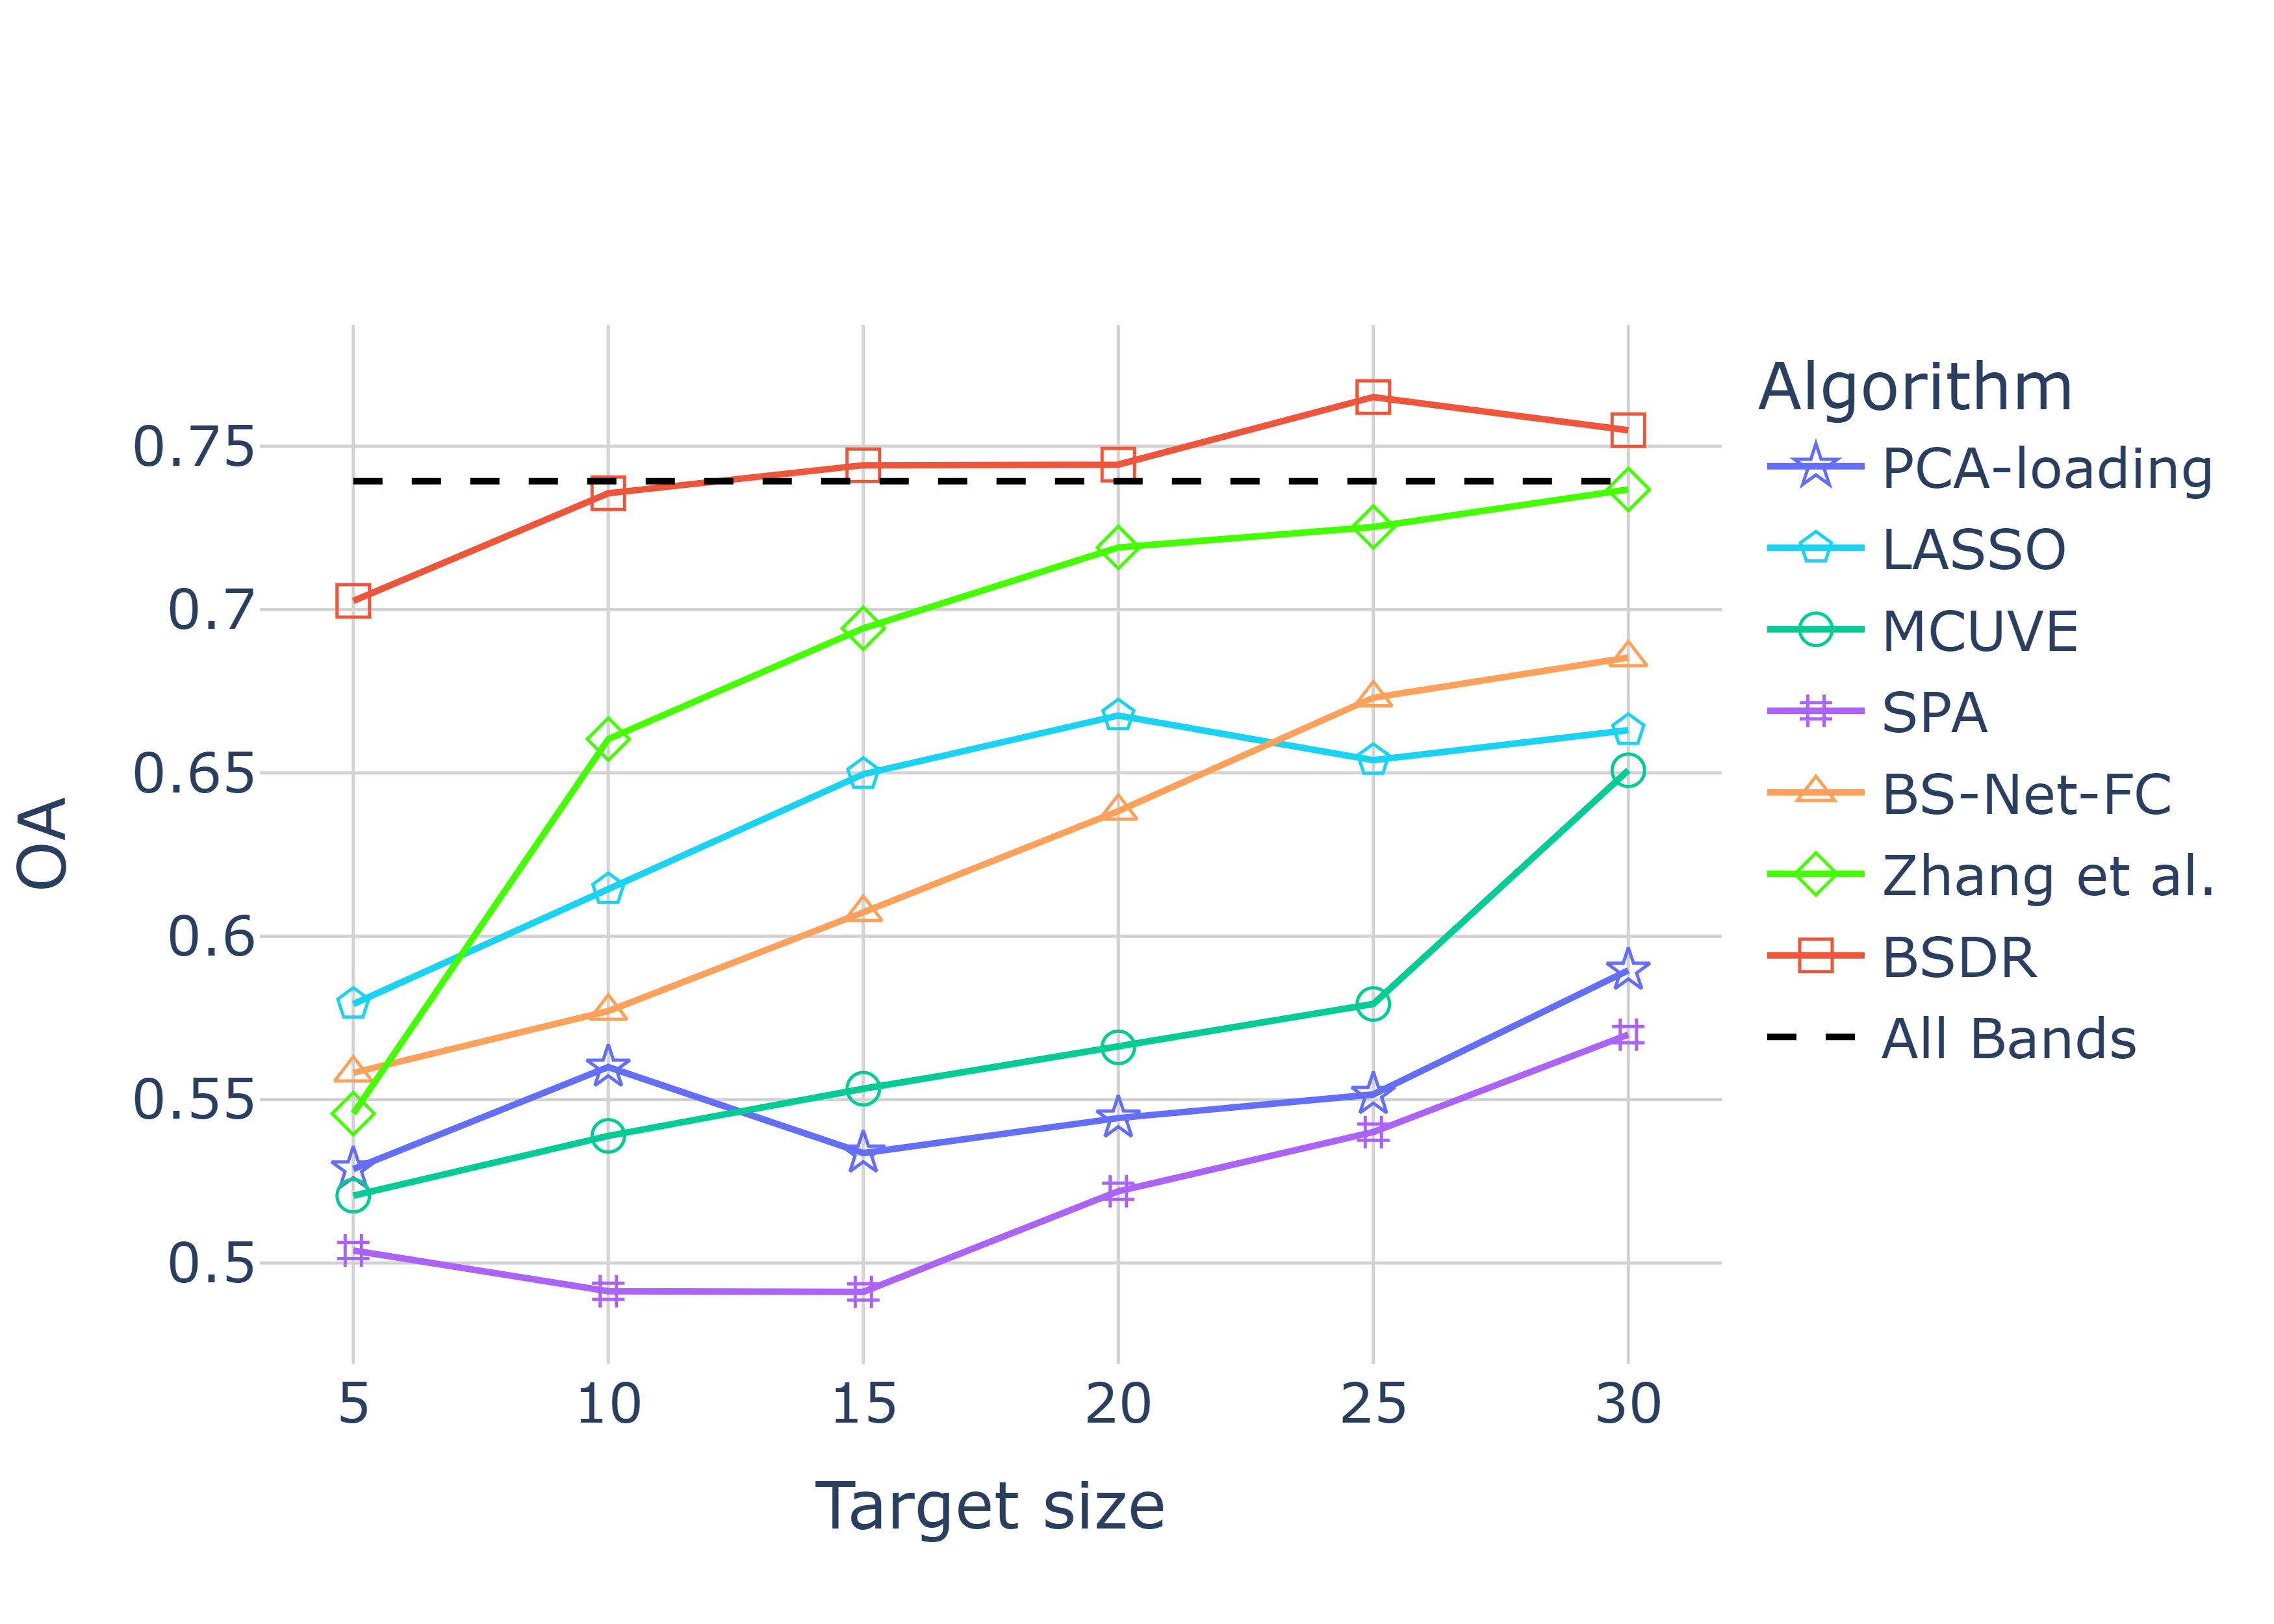 0.75
0.7
0.65
0.6
0.55
0.5
OA
5 10 15 20 25 30
Target size
Algorithm
PCA-loading
LASSO
MCUVE
SPA
BS-Net-FC
Zhang et al.
BSDR
All Bands